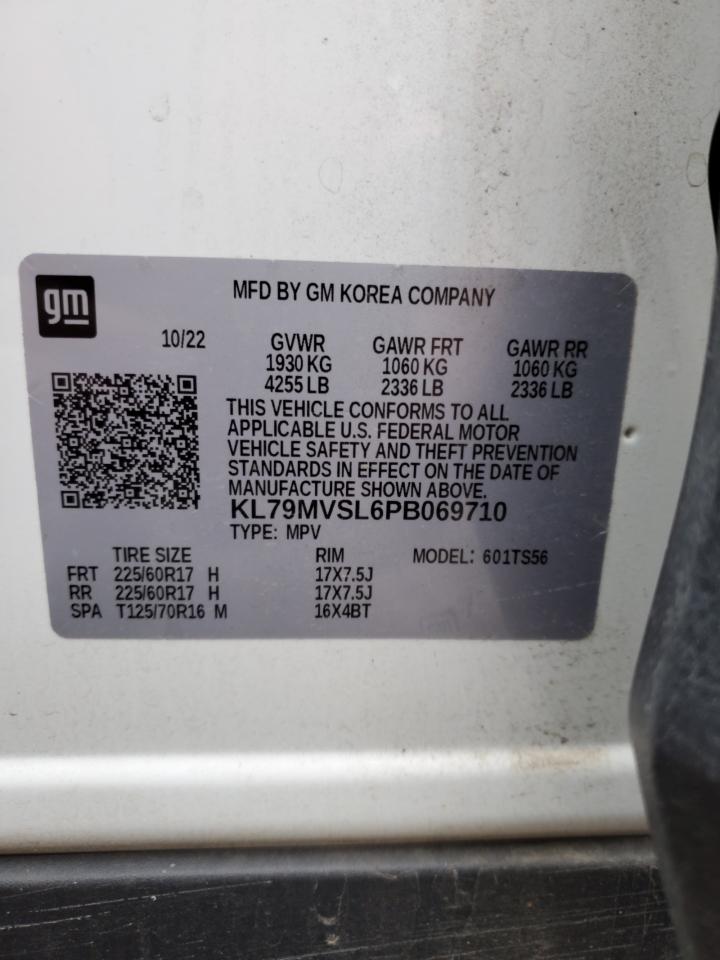 gm
MFD BY GM KOREA COMPANY
10/22 GVWR GAWR FRT GAWR RR
1930 KG 1060 KG 1060 KG
4255 LB 2336 LB 2336 LB
THIS VEHICLE CONFORMS TO ALL
APPLICABLE U.S. FEDERAL MOTOR
VEHICLE SAFETY AND THEFT PREVENTION
STANDARDS IN EFFECT ON THE DATE OF
MANUFACTURE SHOWN ABOVE.
KL79MVSL6PB069710
TYPE: MPV
TIRE SIZE RIM MODEL: 601TS56
FRT 225/60R17 H 17X7.5J
RR 225/60R17 H 17X7.5J
SPA T125/70R16 M 16X4BT